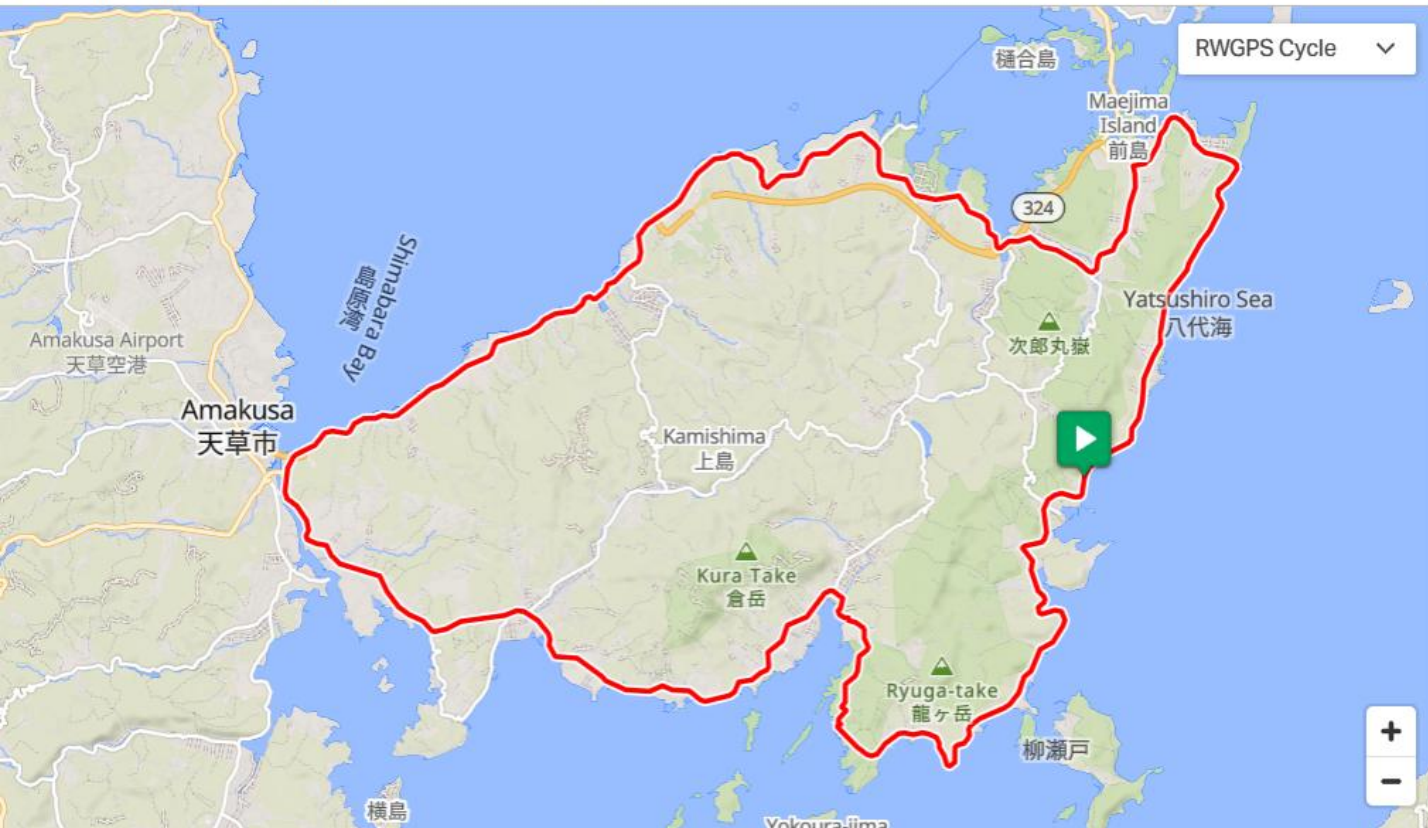 RWGPS Cycle
樋合島
Maejima
Island
前島
324
Shimabara Bay
島原湾
Yatsushiro Sea
八代海
Amakusa Airport
天草空港
次郎丸嶽
Amakusa
天草市
Kamishima
上島
Kura Take
倉岳
Ryuga-take
龍ヶ岳
柳瀬戸
横島
Yokoura-jima
+
−